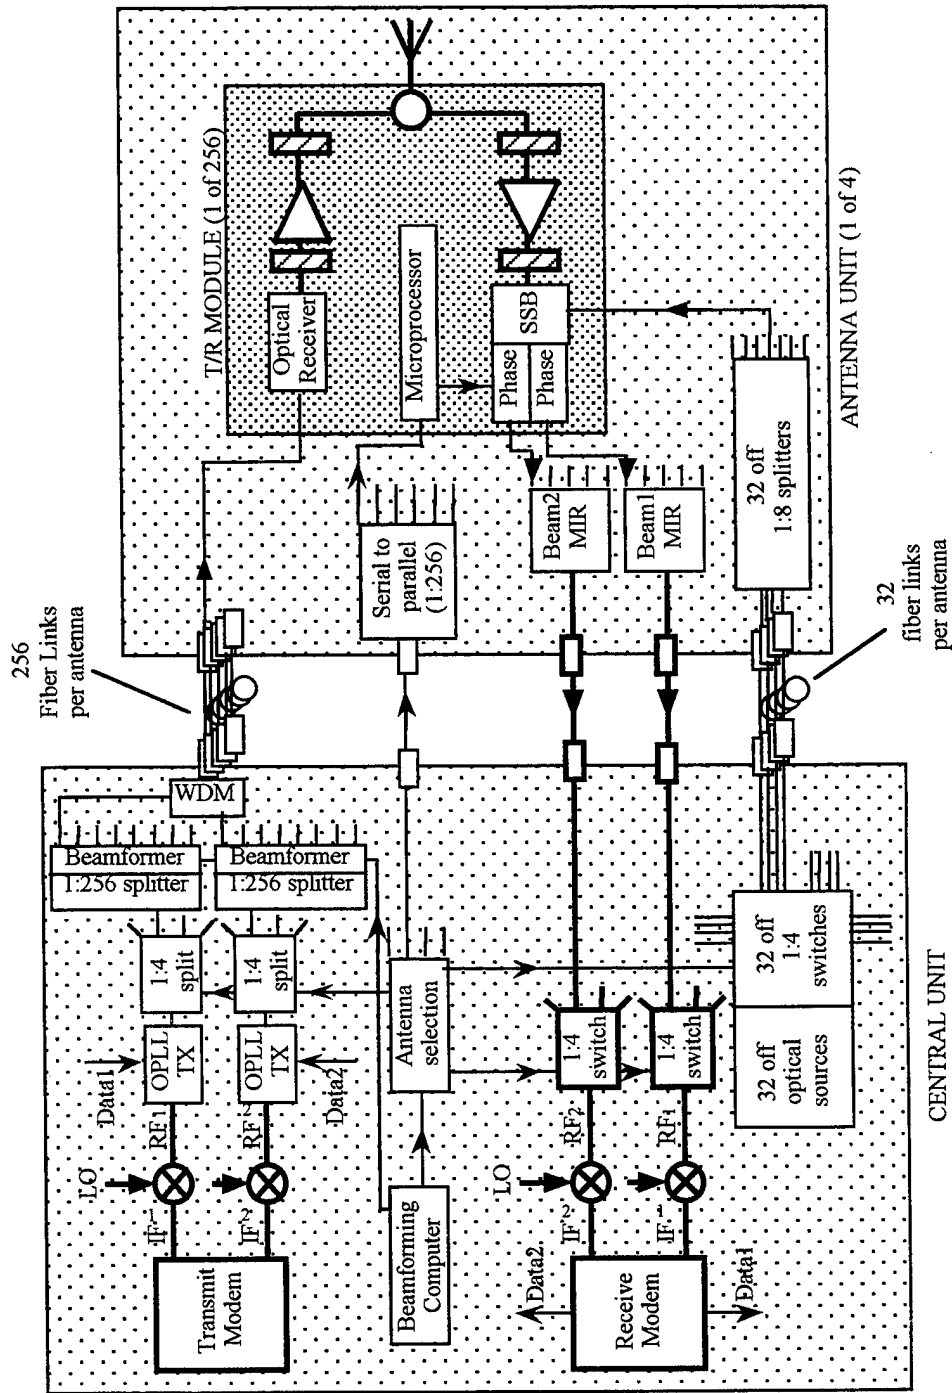 256
Fiber Links
per antenna
T/R MODULE (1 of 256)
WDM
Optical
Receiver
Beamformer
1:256 splitter
Beamformer
1:256 splitter
Data1
LO
Transmit
Modem
IF1
RF1
OPLL
TX
1:4
split
IF2
RF2
OPLL
TX
1:4
split
Data2
Beamforming
Computer
Antenna
selection
Serial to
parallel
(1:256)
Microprocessor
Phase
Phase
SSB
LO
Data2
Receive
Modem
Data1
IF2
RF2
1:4
switch
IF1
RF1
1:4
switch
Beam2
MIR
Beam1
MIR
32 off
optical
sources
32 off
1:4
switches
32 off
1:8 splitters
CENTRAL UNIT
32
fiber links
per antenna
ANTENNA UNIT (1 of 4)